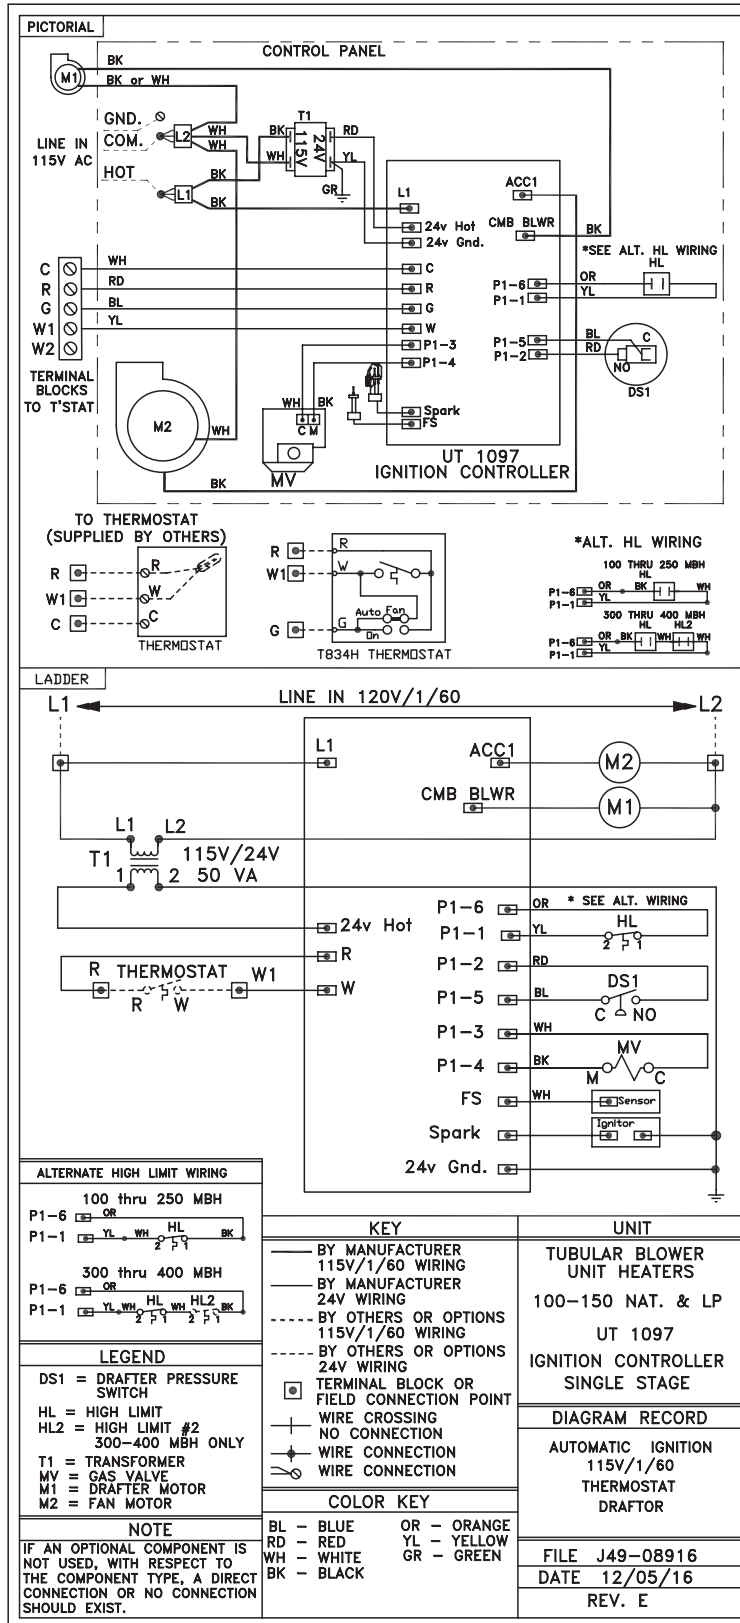 PICTORIAL
CONTROL PANEL
M1
BK
BK or WH
GND.
COM.
LINE IN
115V AC
HOT
L2
WH
WH
L1
BK
BK
T1
BK
WH
115V
24V
RD
YL
GR
L1
24v Hot
24v Gnd.
C
R
G
W
P1-3
P1-4
Spark
FS
ACC1
CMB BLWR
BK
*SEE ALT. HL WIRING
HL
P1-6
OR
P1-1
YL
P1-5
BL
P1-2
RD
C
NO
DS1
UT 1097
IGNITION CONTROLLER
C
WH
R
RD
G
BL
W1
YL
W2
TERMINAL
BLOCKS
TO T'STAT
M2
WH
BK
WH
BK
C M
MV
TO THERMOSTAT
(SUPPLIED BY OTHERS)
R
R
W1
W
C
C
THERMOSTAT
R
R
W1
W
Auto Fan
G
G
On
T834H THERMOSTAT
*ALT. HL WIRING
100 THRU 250 MBH
HL
P1-6
OR
BK
WH
P1-1
YL
300 THRU 400 MBH
HL
HL2
P1-6
OR
BK
WH
WH
P1-1
YL
LADDER
L1
LINE IN 120V/1/60
L2
L1
ACC1
M2
CMB BLWR
M1
L1
L2
T1
115V/24V
50 VA
1
2
24v Hot
R
R
THERMOSTAT
W1
R
W
W
P1-6
OR
* SEE ALT. WIRING
P1-1
YL
HL
2
1
P1-2
RD
P1-5
BL
DS1
C
NO
P1-3
WH
P1-4
BK
MV
M
C
FS
WH
Sensor
Spark
Ignitor
24v Gnd.
ALTERNATE HIGH LIMIT WIRING
100 thru 250 MBH
P1-6
OR
P1-1
YL
WH
HL
BK
2
1
300 thru 400 MBH
P1-6
OR
P1-1
YL
WH
HL
WH
HL2
BK
2
1
2
1
LEGEND
DS1 = DRAFTER PRESSURE
SWITCH
HL = HIGH LIMIT
HL2 = HIGH LIMIT #2
300-400 MBH ONLY
T1 = TRANSFORMER
MV = GAS VALVE
M1 = DRAFTER MOTOR
M2 = FAN MOTOR
NOTE
IF AN OPTIONAL COMPONENT IS
NOT USED, WITH RESPECT TO
THE COMPONENT TYPE, A DIRECT
CONNECTION OR NO CONNECTION
SHOULD EXIST.
KEY
BY MANUFACTURER
115V/1/60 WIRING
BY MANUFACTURER
24V WIRING
BY OTHERS OR OPTIONS
115V/1/60 WIRING
BY OTHERS OR OPTIONS
24V WIRING
TERMINAL BLOCK OR
FIELD CONNECTION POINT
WIRE CROSSING
NO CONNECTION
WIRE CONNECTION
WIRE CONNECTION
COLOR KEY
BL - BLUE
OR - ORANGE
RD - RED
YL - YELLOW
WH - WHITE
GR - GREEN
BK - BLACK
UNIT
TUBULAR BLOWER
UNIT HEATERS
100-150 NAT. & LP
UT 1097
IGNITION CONTROLLER
SINGLE STAGE
DIAGRAM RECORD
AUTOMATIC IGNITION
115V/1/60
THERMOSTAT
DRAFTOR
FILE J49-08916
DATE 12/05/16
REV. E